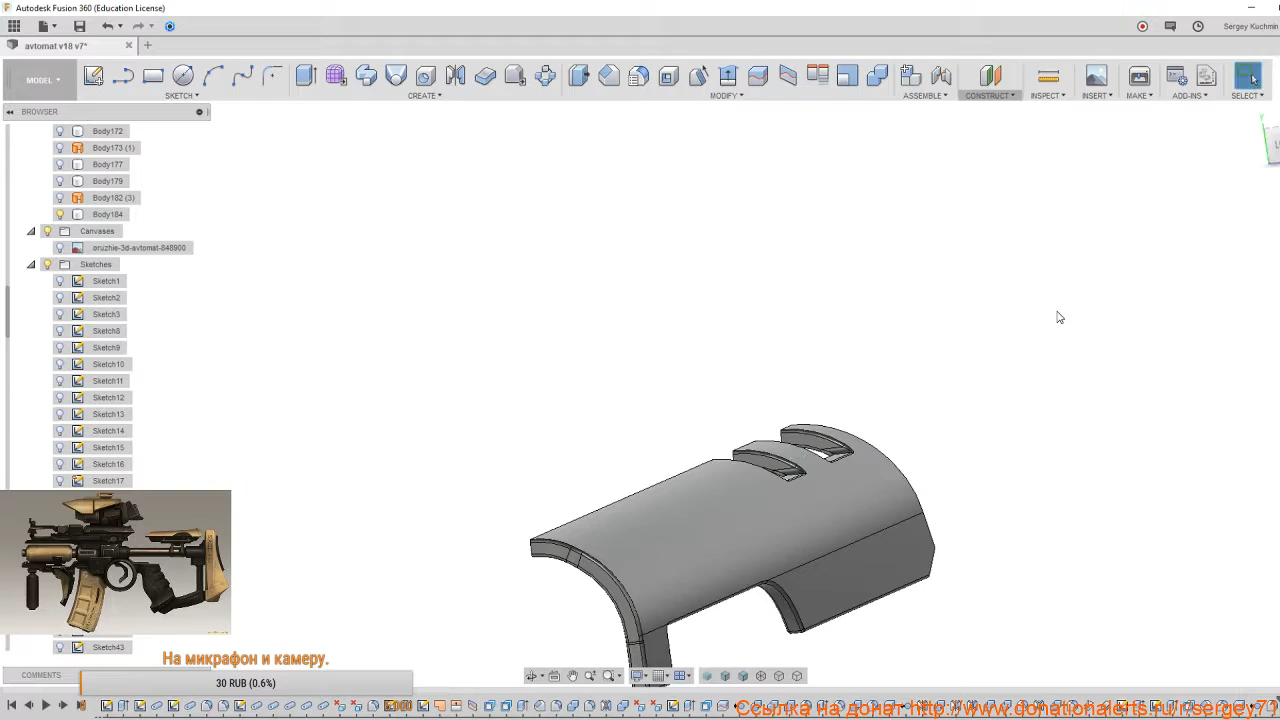 Autodesk Fusion 360 (Education License)
avtomat v18 v7*
Sergey Kuchmin
MODEL
SKETCH
CREATE
MODIFY
ASSEMBLE
CONSTRUCT
INSPECT
INSERT
MAKE
ADD-INS
SELECT
BROWSER
Body172
Body173 (1)
Body177
Body179
Body182 (3)
Body184
Canvases
oruzhie-3d-avtomat-848900
Sketches
Sketch1
Sketch2
Sketch3
Sketch8
Sketch9
Sketch10
Sketch11
Sketch12
Sketch13
Sketch14
Sketch15
Sketch16
Sketch17
Sketch43
На микрофон и камеру.
COMMENTS
30 RUB (0.6%)
Ссылка на донат:http://www.donationalerts.ru/r/sergey71